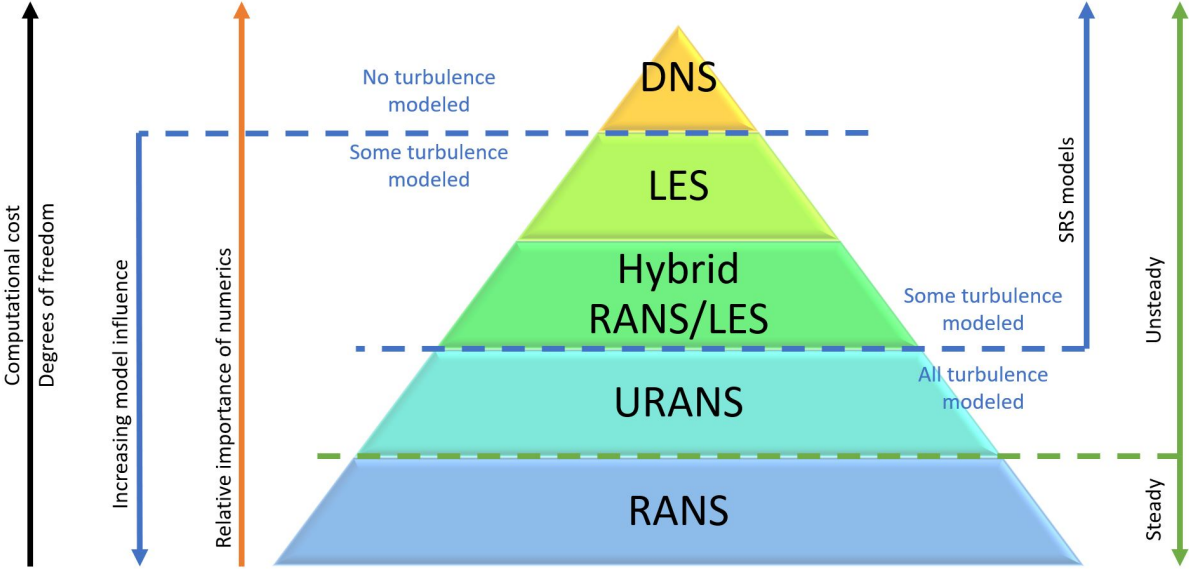 Computational cost
Degrees of freedom
Increasing model influence
Relative importance of numerics
No turbulence
modeled
Some turbulence
modeled
DNS
LES
Hybrid
RANS/LES
URANS
RANS
Some turbulence
modeled
All turbulence
modeled
SRS models
Unsteady
Steady